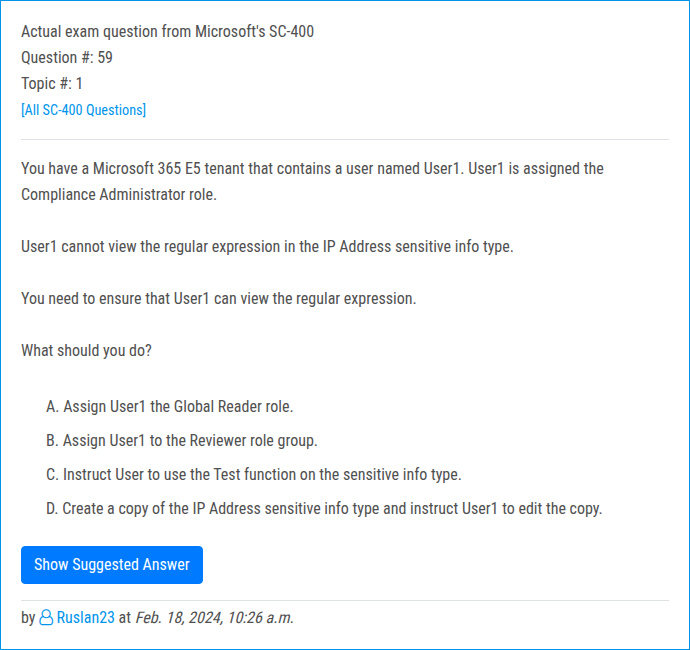 Actual exam question from Microsoft's SC-400
Question #: 59
Topic #: 1
[All SC-400 Questions]
You have a Microsoft 365 E5 tenant that contains a user named User1. User1 is assigned the
Compliance Administrator role.
User1 cannot view the regular expression in the IP Address sensitive info type.
You need to ensure that User1 can view the regular expression.
What should you do?
A. Assign User1 the Global Reader role.
B. Assign User1 to the Reviewer role group.
C. Instruct User to use the Test function on the sensitive info type.
D. Create a copy of the IP Address sensitive info type and instruct User1 to edit the copy.
Show Suggested Answer
by Ruslan23 at Feb. 18, 2024, 10:26 a.m.